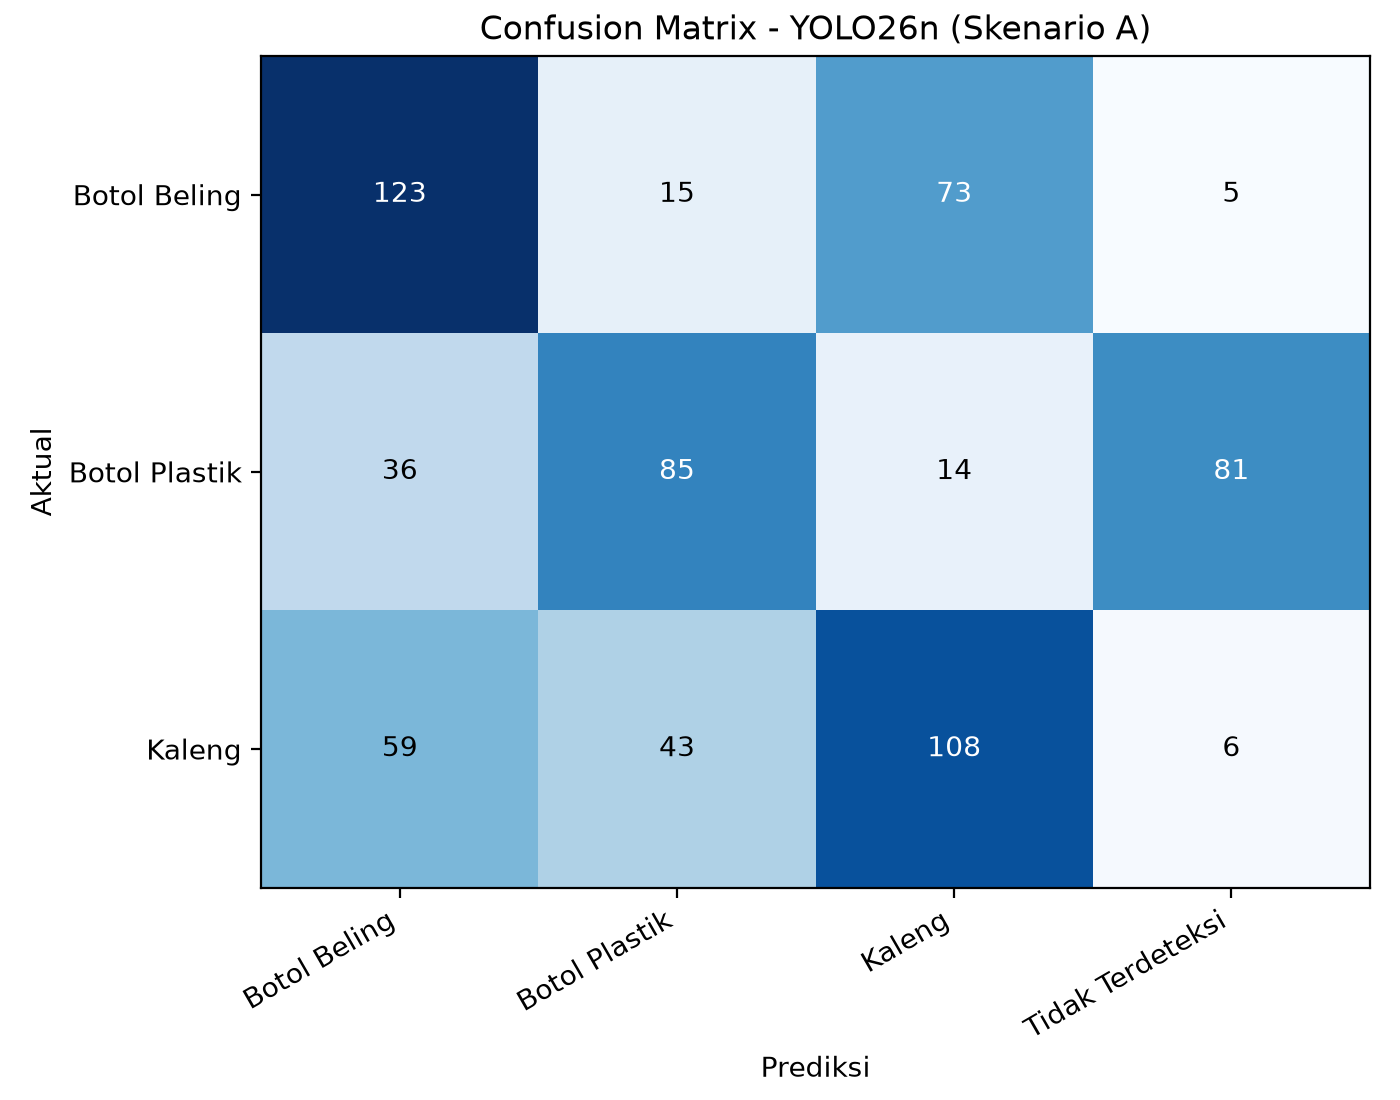 Confusion Matrix - YOLO26n (Skenario A)
Aktual
Botol Beling 123 15 73 5
Botol Plastik 36 85 14 81
Kaleng 59 43 108 6
Botol Beling Botol Plastik Kaleng Tidak Terdeteksi
Prediksi